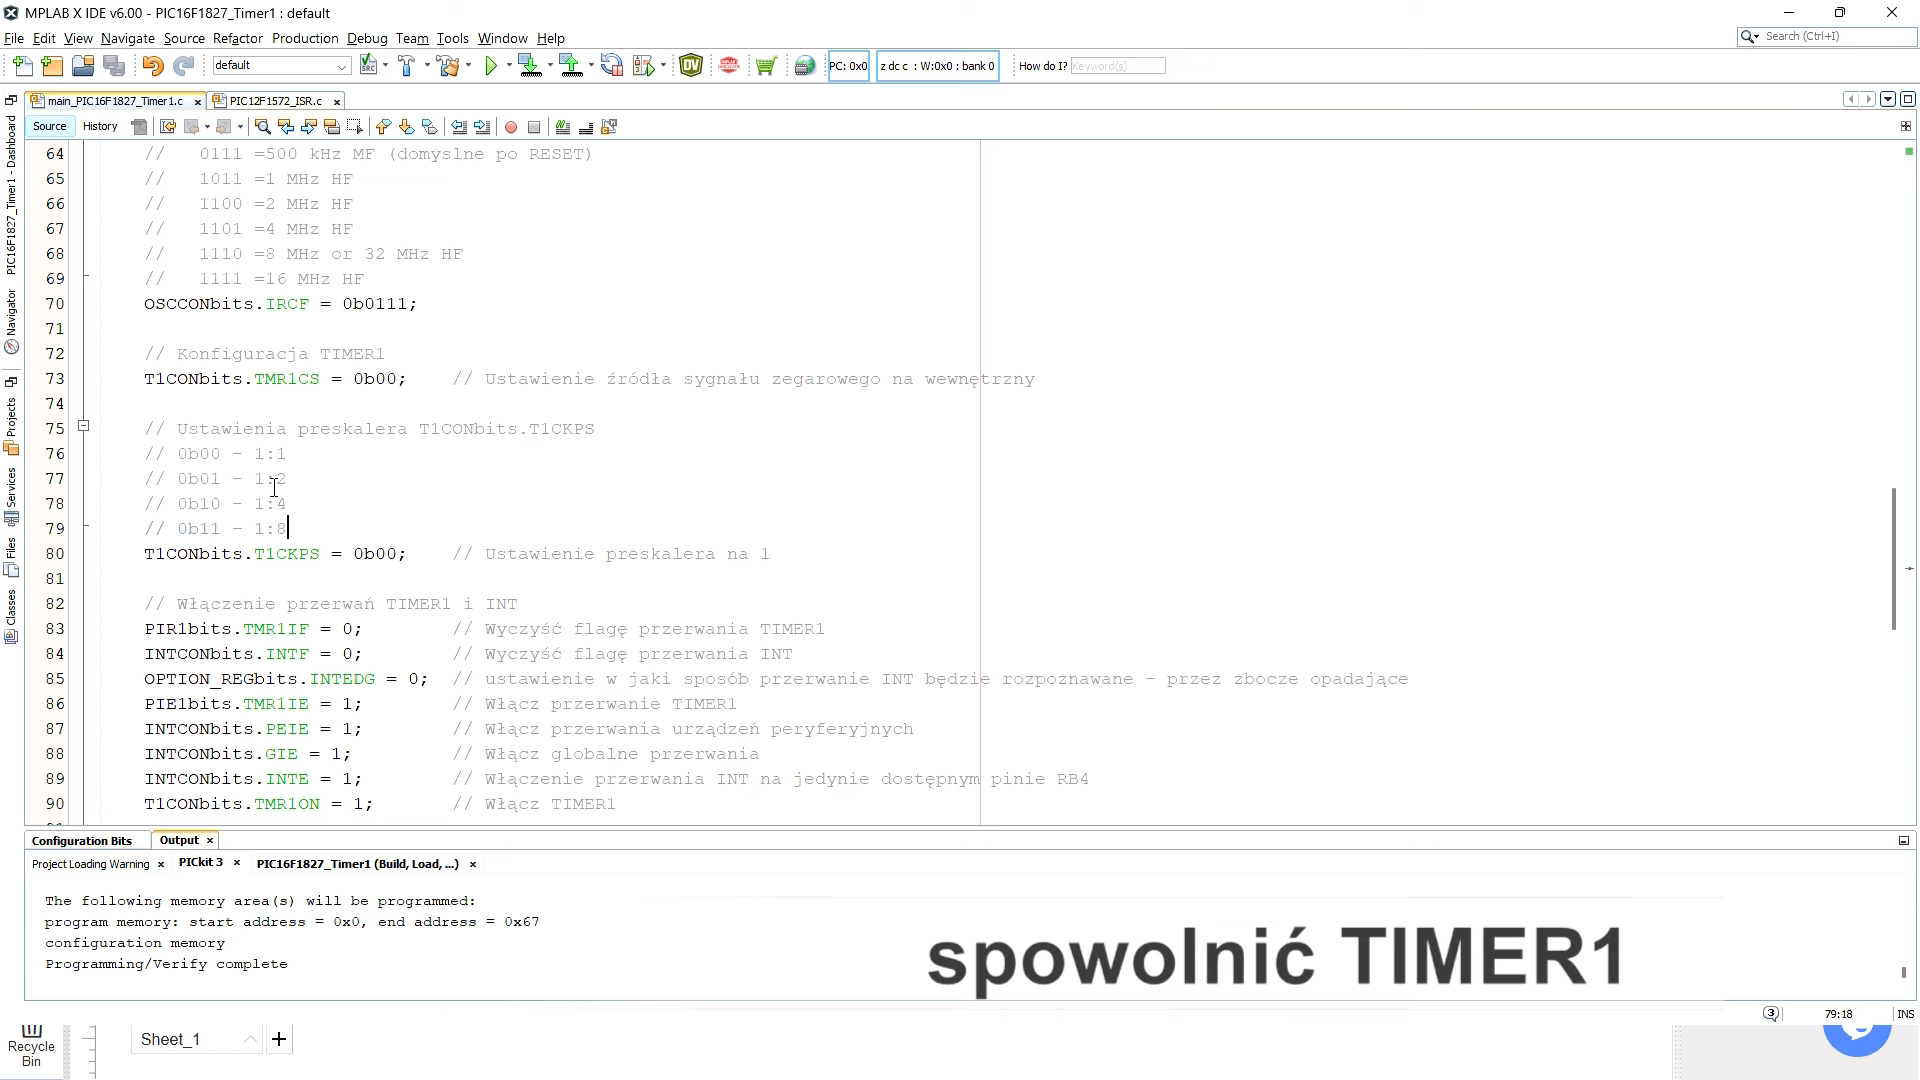 MPLAB X IDE v6.00 - PIC16F1827_Timer1 : default
File Edit View Navigate Source Refactor Production Debug Team Tools Window Help
Search (Ctrl+I)
default
PC: 0x0
z dc c : W:0x0 : bank 0
How do I? Keyword(s)
main_PIC16F1827_Timer1.c
PIC12F1572_ISR.c
Source History
PIC16F1827_Timer1 - Dashboard
Navigator
Projects
Services
Files
Classes
64 // 0111 =500 kHz MF (domyslne po RESET)
65 // 1011 =1 MHz HF
66 // 1100 =2 MHz HF
67 // 1101 =4 MHz HF
68 // 1110 =8 MHz or 32 MHz HF
69 // 1111 =16 MHz HF
70 OSCCONbits.IRCF = 0b0111;
71
72 // Konfiguracja TIMER1
73 T1CONbits.TMR1CS = 0b00; // Ustawienie źródła sygnału zegarowego na wewnętrzny
74
75 // Ustawienia preskalera T1CONbits.T1CKPS
76 // 0b00 - 1:1
77 // 0b01 - 1:2
78 // 0b10 - 1:4
79 // 0b11 - 1:8
80 T1CONbits.T1CKPS = 0b00; // Ustawienie preskalera na 1
81
82 // Włączenie przerwań TIMER1 i INT
83 PIR1bits.TMR1IF = 0; // Wyczyść flagę przerwania TIMER1
84 INTCONbits.INTF = 0; // Wyczyść flagę przerwania INT
85 OPTION_REGbits.INTEDG = 0; // ustawienie w jaki sposób przerwanie INT będzie rozpoznawane - przez zbocze opadające
86 PIE1bits.TMR1IE = 1; // Włącz przerwanie TIMER1
87 INTCONbits.PEIE = 1; // Włącz przerwania urządzeń peryferyjnych
88 INTCONbits.GIE = 1; // Włącz globalne przerwania
89 INTCONbits.INTE = 1; // Włączenie przerwania INT na jedynie dostępnym pinie RB4
90 T1CONbits.TMR1ON = 1; // Włącz TIMER1
Configuration Bits
Output
Project Loading Warning
PICkit 3
PIC16F1827_Timer1 (Build, Load, ...)
The following memory area(s) will be programmed:
program memory: start address = 0x0, end address = 0x67
configuration memory
Programming/Verify complete
spowolnić TIMER1
3
79:18
INS
Recycle
Bin
Sheet_1